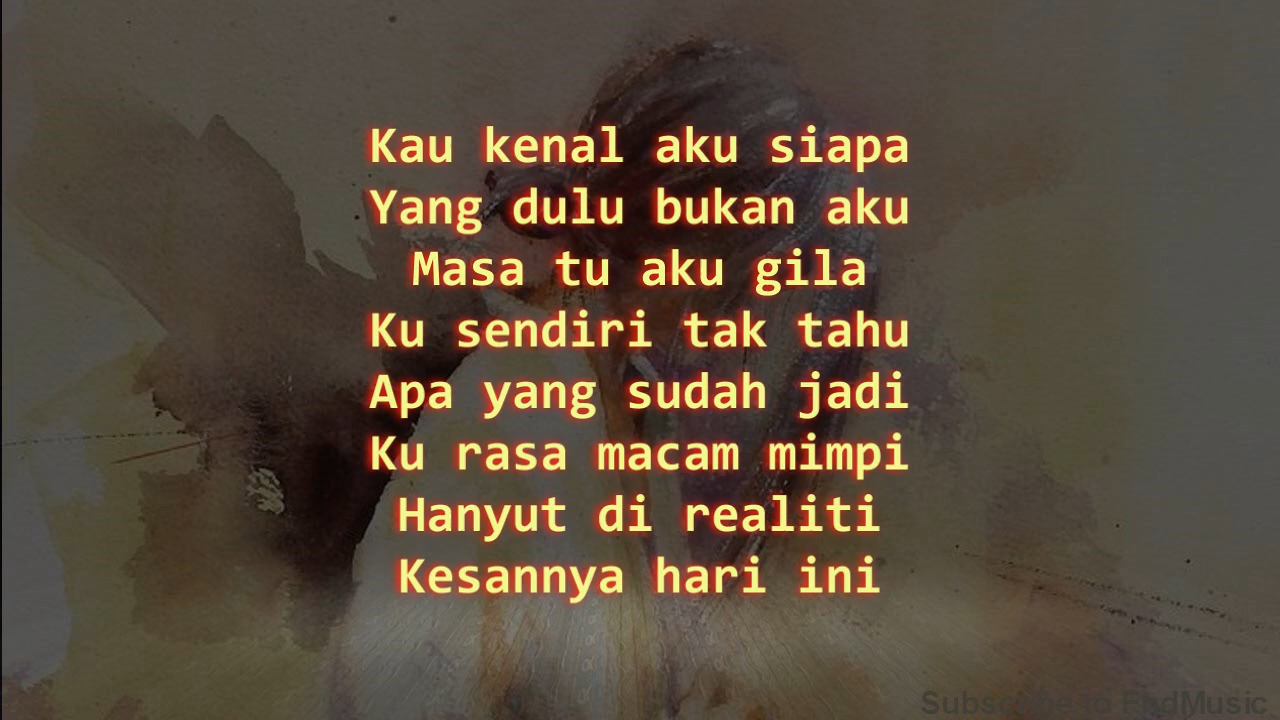 Kau kenal aku siapa
Yang dulu bukan aku
Masa tu aku gila
Ku sendiri tak tahu
Apa yang sudah jadi
Ku rasa macam mimpi
Hanyut di realiti
Kesannya hari ini
Subscribe to FndMusic